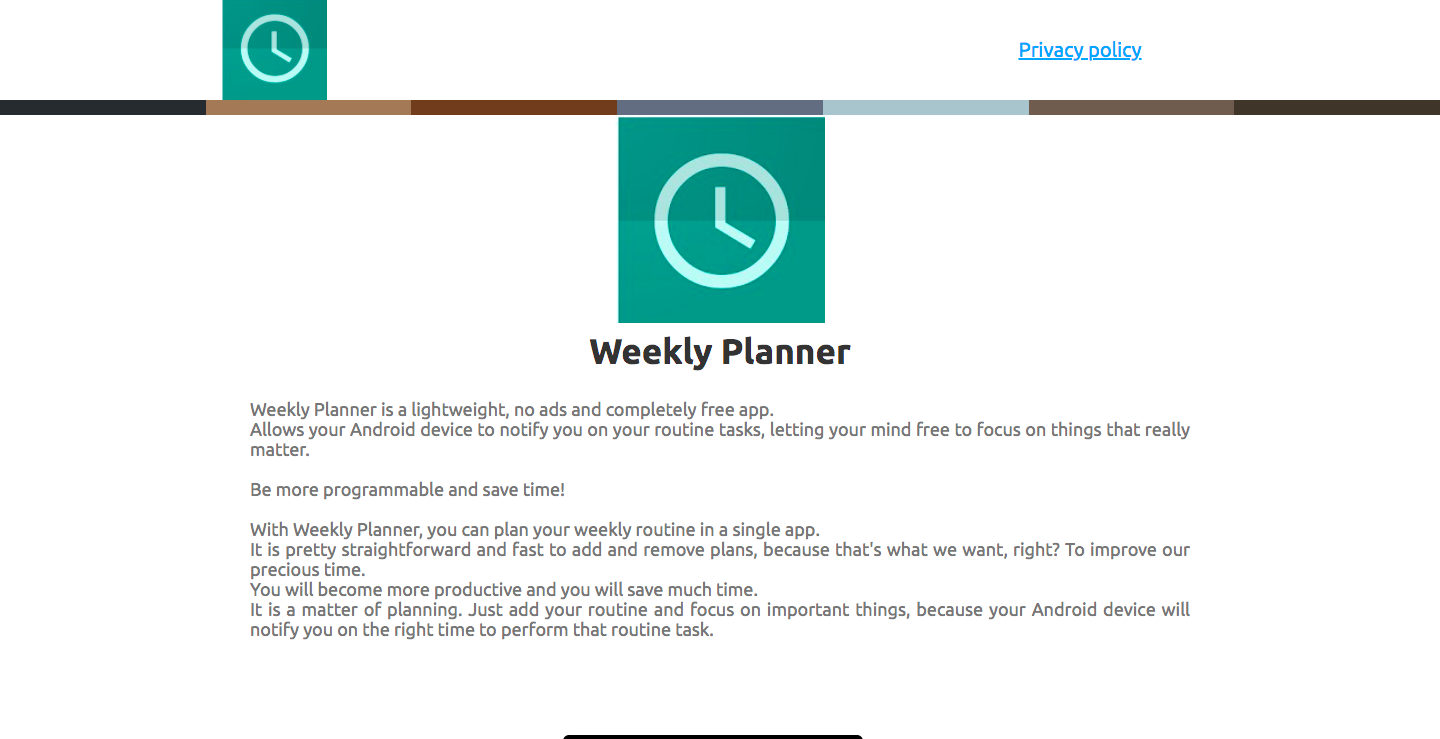 Privacy policy
Weekly Planner
Weekly Planner is a lightweight, no ads and completely free app.
Allows your Android device to notify you on your routine tasks, letting your mind free to focus on things that really
matter.
Be more programmable and save time!
With Weekly Planner, you can plan your weekly routine in a single app.
It is pretty straightforward and fast to add and remove plans, because that's what we want, right? To improve our
precious time.
You will become more productive and you will save much time.
It is a matter of planning. Just add your routine and focus on important things, because your Android device will
notify you on the right time to perform that routine task.